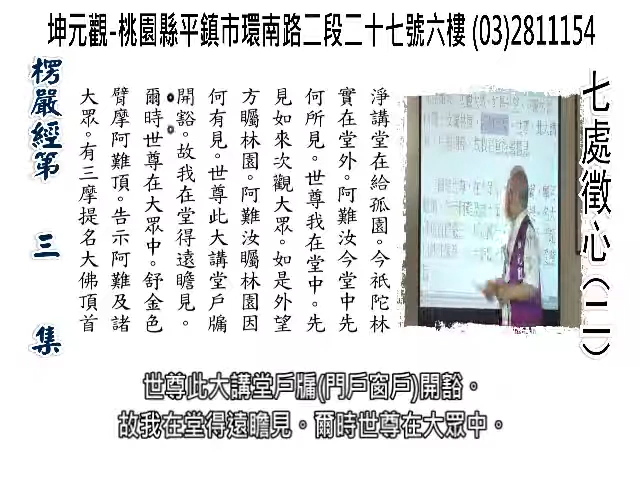 坤元觀-桃園縣平鎮市環南路二段二十七號六樓 (03)2811154
七處徵心（二）
淨講堂在給孤園。今祇陀林
實在堂外。阿難汝今堂中先
何所見。世尊我在堂中。先
見如來次觀大眾。如是外望
方矚林園。阿難汝矚林園因
何有見。世尊此大講堂戶牖
開豁。故我在堂得遠瞻見。
爾時世尊在大眾中。舒金色
臂摩阿難頂。告示阿難及諸
大眾。有三摩提名大佛頂首
楞嚴經第 三 集
世尊此大講堂戶牖(門戶窗戶)開豁。
故我在堂得遠瞻見。爾時世尊在大眾中。